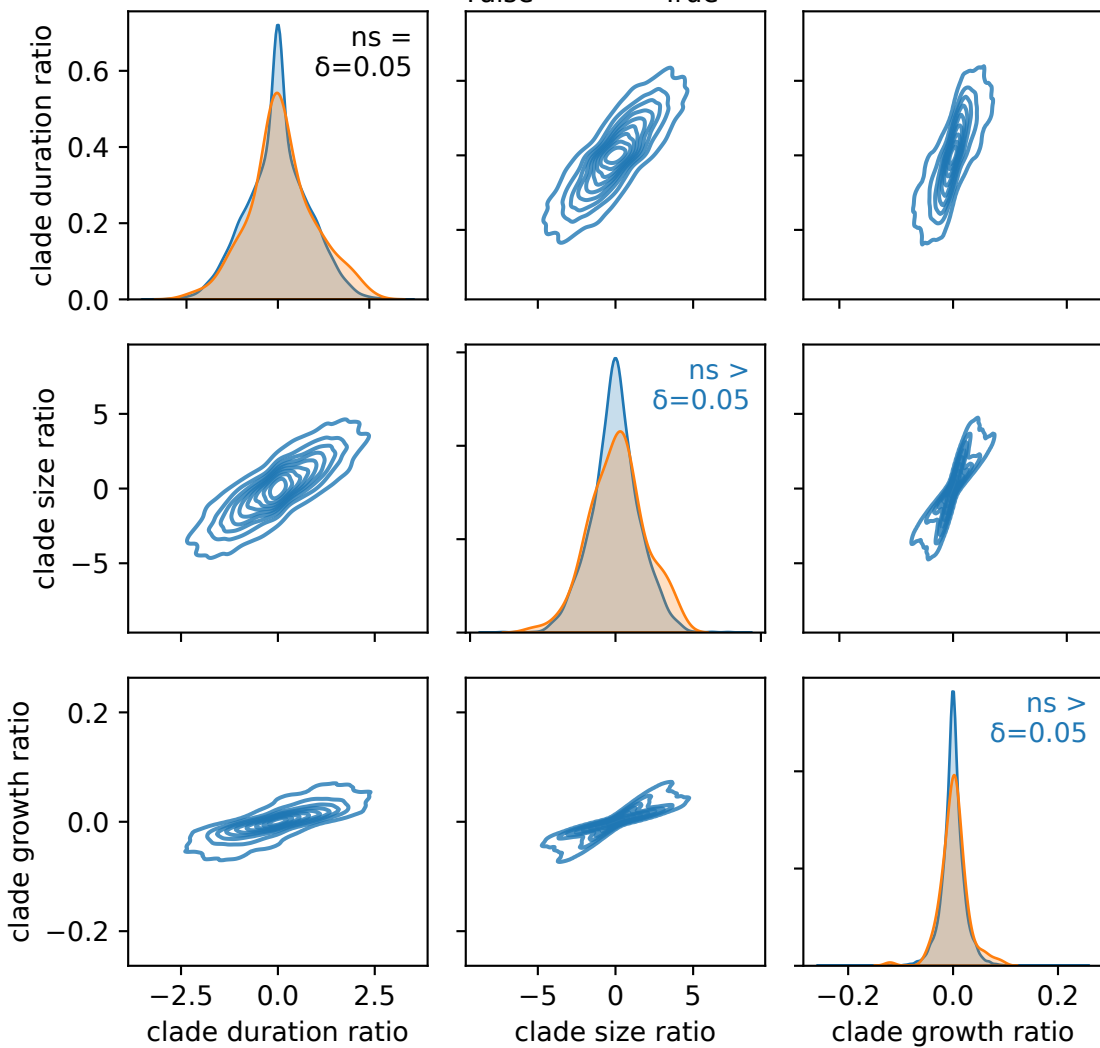 True
clade duration ratio
0.6
0.4
0.2
0.0
ns =
δ=0.05
clade size ratio
5
0
−5
ns >
δ=0.05
clade growth ratio
0.2
0.0
−0.2
ns >
δ=0.05
−2.5 0.0 2.5
−5 0 5
−0.2 0.0 0.2
clade duration ratio
clade size ratio
clade growth ratio